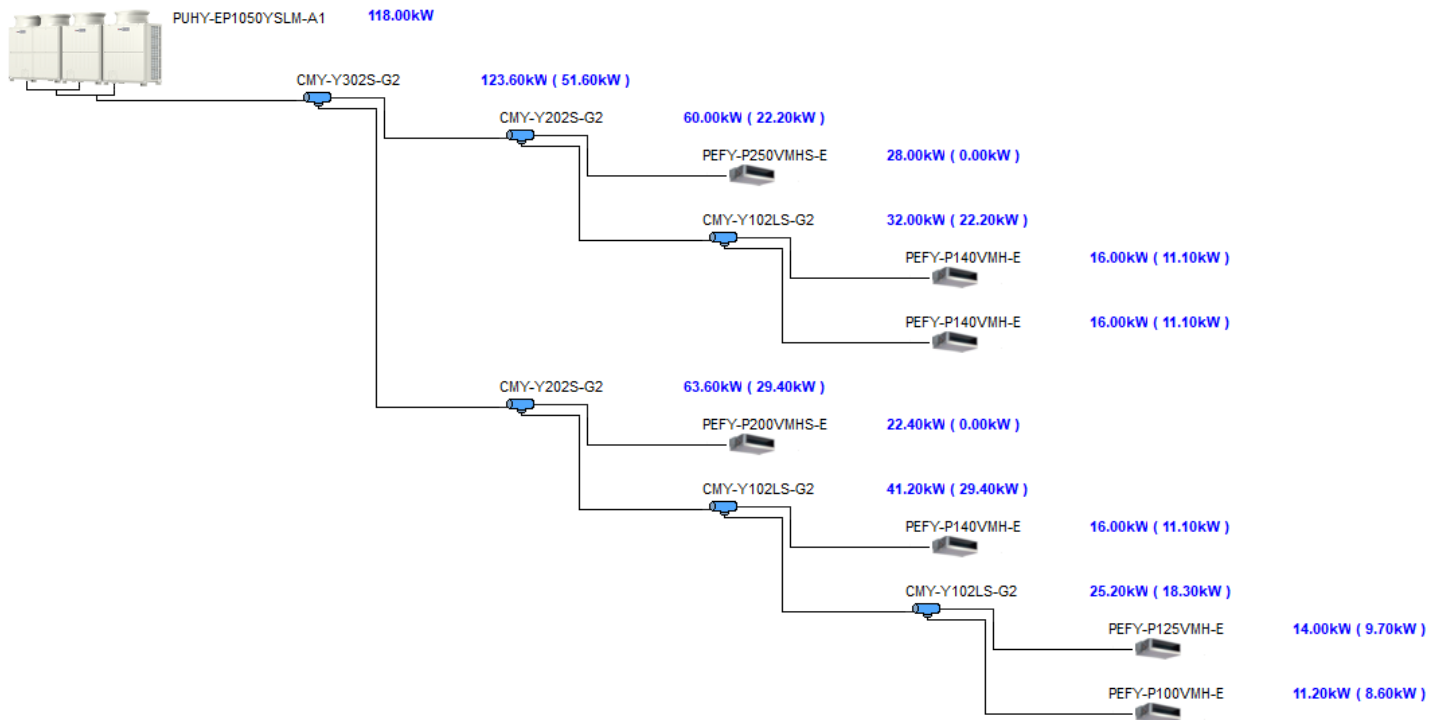 PUHY-EP1050YSLM-A1 118.00kW
CMY-Y302S-G2 123.60kW ( 51.60kW )
CMY-Y202S-G2 60.00kW ( 22.20kW )
PEFY-P250VMHS-E 28.00kW ( 0.00kW )
CMY-Y102LS-G2 32.00kW ( 22.20kW )
PEFY-P140VMH-E 16.00kW ( 11.10kW )
PEFY-P140VMH-E 16.00kW ( 11.10kW )
CMY-Y202S-G2 63.60kW ( 29.40kW )
PEFY-P200VMHS-E 22.40kW ( 0.00kW )
CMY-Y102LS-G2 41.20kW ( 29.40kW )
PEFY-P140VMH-E 16.00kW ( 11.10kW )
CMY-Y102LS-G2 25.20kW ( 18.30kW )
PEFY-P125VMH-E 14.00kW ( 9.70kW )
PEFY-P100VMH-E 11.20kW ( 8.60kW )